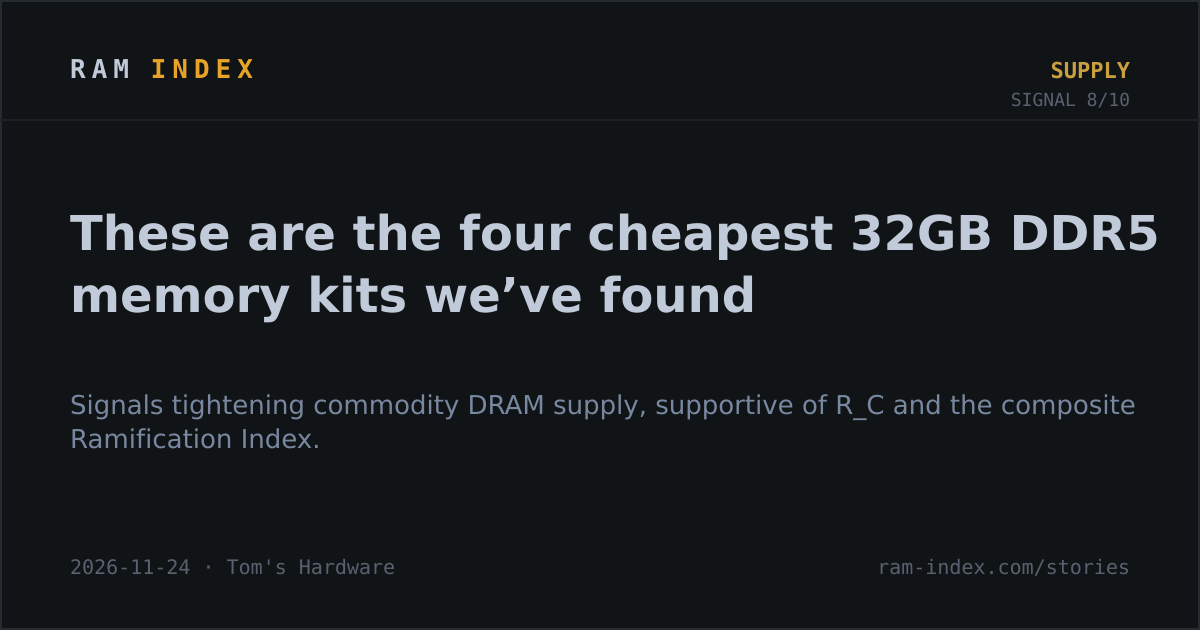 RAM INDEX
SUPPLY
SIGNAL 8/10
These are the four cheapest 32GB DDR5
memory kits we’ve found
Signals tightening commodity DRAM supply, supportive of R_C and the composite
Ramification Index.
2026-11-24 · Tom's Hardware
ram-index.com/stories